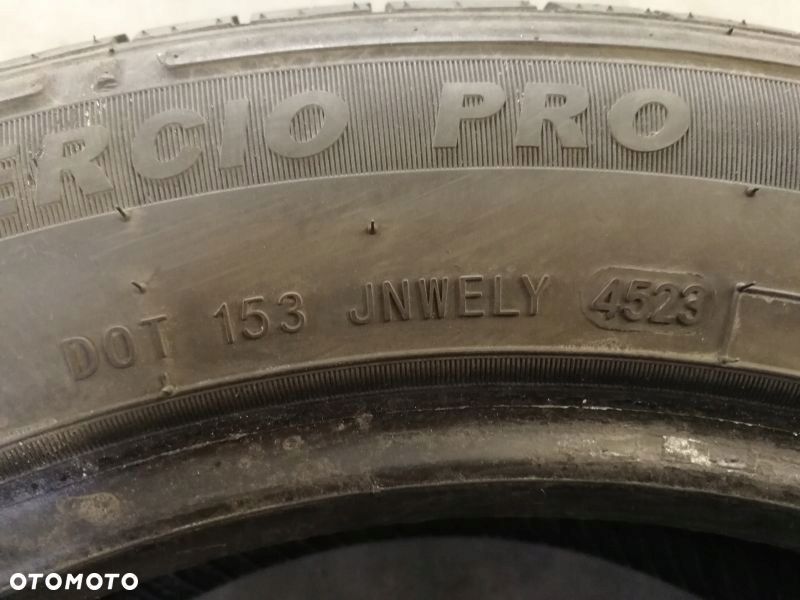 ERCIO PRO
DOT 153 JNWELY 4523
OTOMOTO